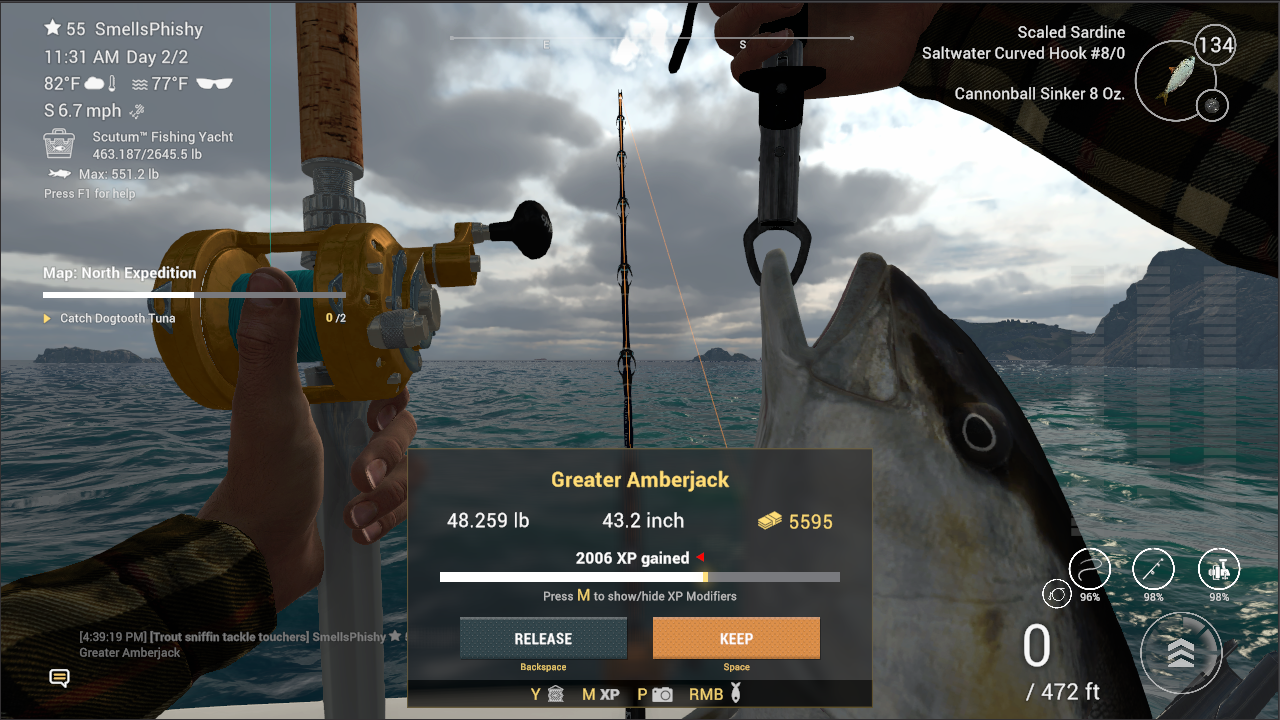 55 SmellsPhishy
11:31 AM Day 2/2
82°F 77°F
S 6.7 mph
Scutum™ Fishing Yacht
463.187/2645.5 lb
Max: 551.2 lb
Press F1 for help
E S
Scaled Sardine
134
Saltwater Curved Hook #8/0
Cannonball Sinker 8 Oz.
Map: North Expedition
Catch Dogtooth Tuna 0 /2
Greater Amberjack
48.259 lb 43.2 inch 5595
2006 XP gained
Press M to show/hide XP Modifiers
RELEASE KEEP
Backspace Space
Y M XP P RMB
[4:39:19 PM] [Trout sniffin tackle touchers] SmellsPhishy
Greater Amberjack
96% 98% 98%
0
/ 472 ft